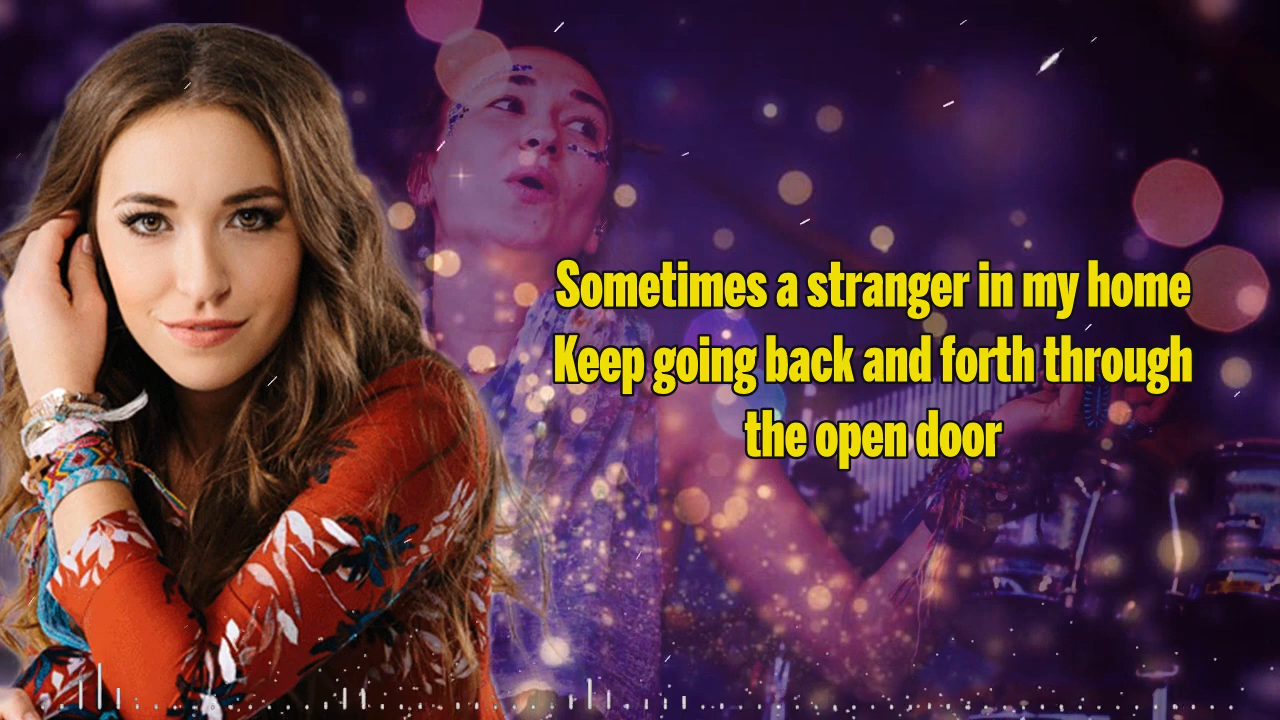 Sometimes a stranger in my home
Keep going back and forth through
the open door